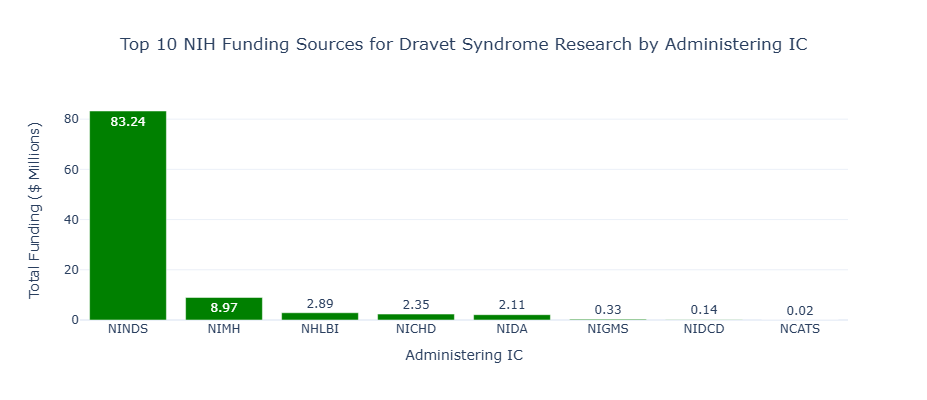 Top 10 NIH Funding Sources for Dravet Syndrome Research by Administering IC
Total Funding ($ Millions)
80
60
40
20
0
83.24
8.97
2.89
2.35
2.11
0.33
0.14
0.02
NINDS
NIMH
NHLBI
NICHD
NIDA
NIGMS
NIDCD
NCATS
Administering IC